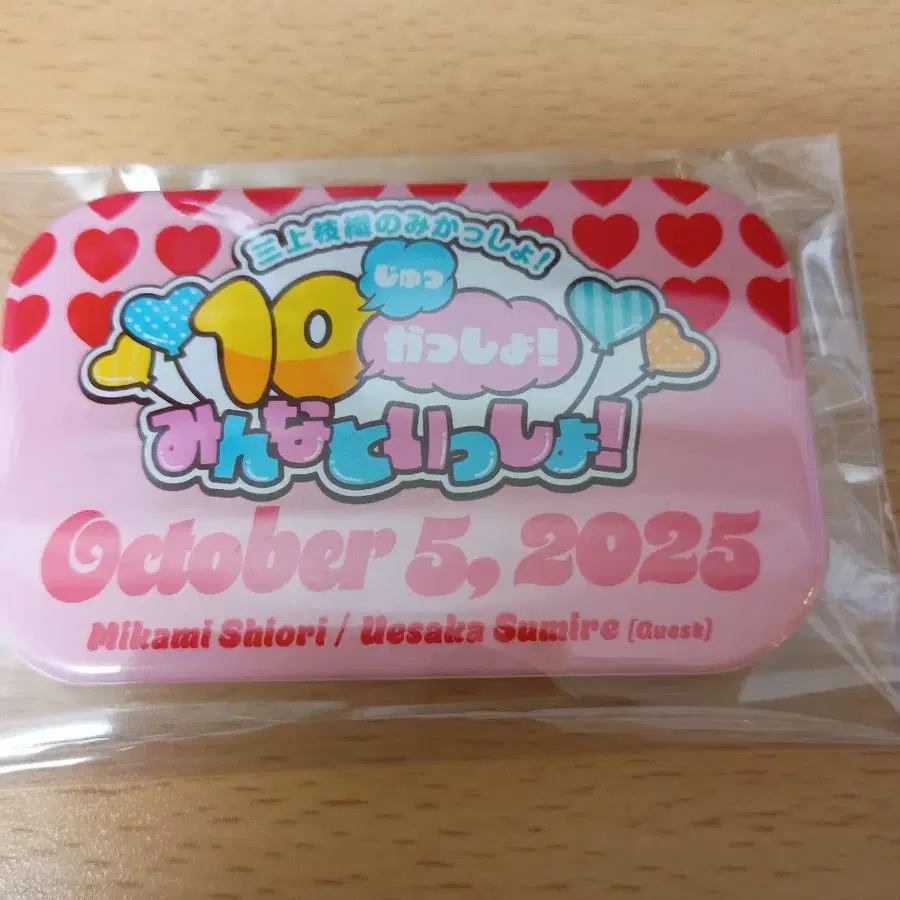 三上枝織のみかっしょ!
10
じゅっ
かっしょ!
みんなといっしょ!
October 5, 2025
Mikami Shiori / Uesaka Sumire (Guest)